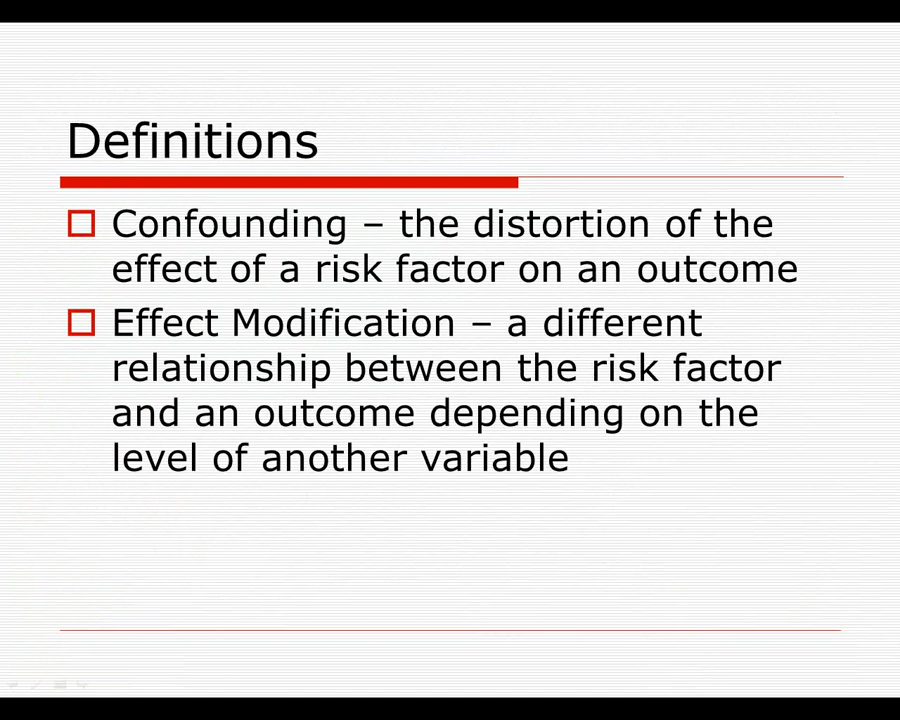 Definitions
Confounding – the distortion of the
effect of a risk factor on an outcome
Effect Modification – a different
relationship between the risk factor
and an outcome depending on the
level of another variable